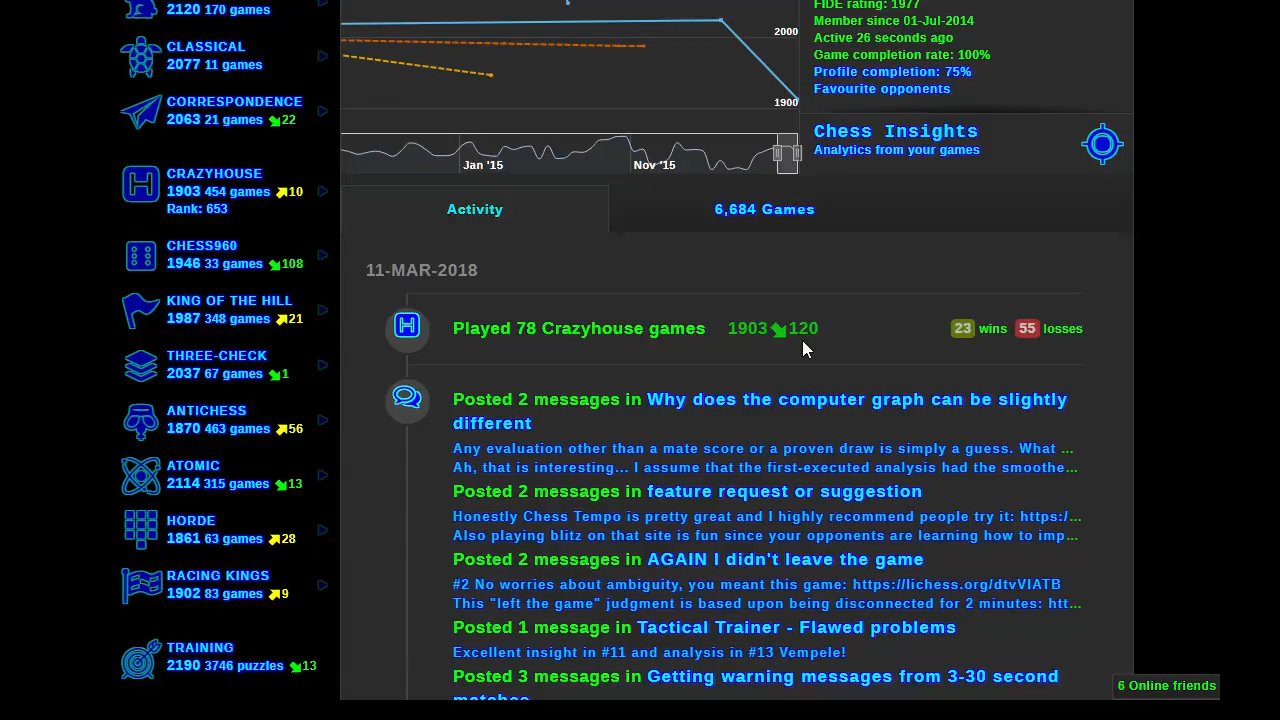 2120 170 games
CLASSICAL
2077 11 games
CORRESPONDENCE
2063 21 games 22
CRAZYHOUSE
1903 454 games 10
Rank: 653
CHESS960
1946 33 games 108
KING OF THE HILL
1987 348 games 21
THREE-CHECK
2037 67 games 1
ANTICHESS
1870 463 games 56
ATOMIC
2114 315 games 13
HORDE
1861 63 games 28
RACING KINGS
1902 83 games 9
TRAINING
2190 3746 puzzles 13
2000
1900
Jan '15
Nov '15
FIDE rating: 1977
Member since 01-Jul-2014
Active 26 seconds ago
Game completion rate: 100%
Profile completion: 75%
Favourite opponents
Chess Insights
Analytics from your games
Activity
6,684 Games
11-MAR-2018
Played 78 Crazyhouse games 1903 120 23 wins 55 losses
Posted 2 messages in Why does the computer graph can be slightly
different
Any evaluation other than a mate score or a proven draw is simply a guess. What ...
Ah, that is interesting... I assume that the first-executed analysis had the smoothe...
Posted 2 messages in feature request or suggestion
Honestly Chess Tempo is pretty great and I highly recommend people try it: https:/...
Also playing blitz on that site is fun since your opponents are learning how to imp...
Posted 2 messages in AGAIN I didn't leave the game
#2 No worries about ambiguity, you meant this game: https://lichess.org/dtvVIATB
This "left the game" judgment is based upon being disconnected for 2 minutes: htt...
Posted 1 message in Tactical Trainer - Flawed problems
Excellent insight in #11 and analysis in #13 Vempele!
Posted 3 messages in Getting warning messages from 3-30 second
matches
6 Online friends